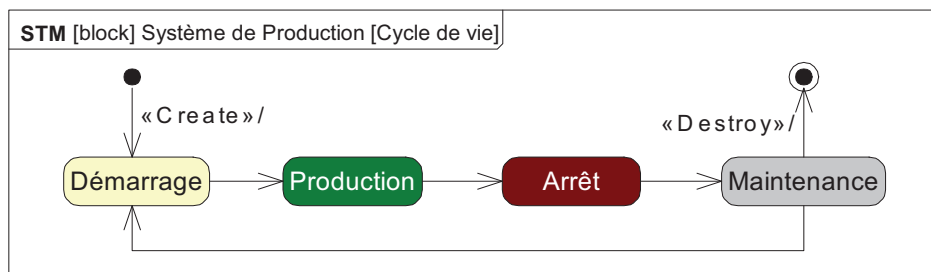 STM [block] Système de Production [Cycle de vie]
«Create»/
«Destroy»/
Démarrage
Production
Arrêt
Maintenance